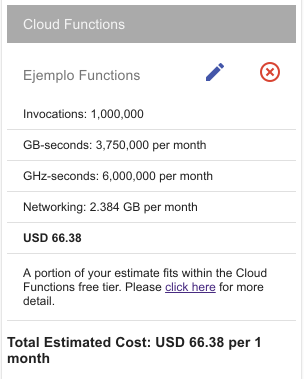 Cloud Functions
Ejemplo Functions
Invocations: 1,000,000
GB-seconds: 3,750,000 per month
GHz-seconds: 6,000,000 per month
Networking: 2.384 GB per month
USD 66.38
A portion of your estimate fits within the Cloud
Functions free tier. Please click here for more
detail.
Total Estimated Cost: USD 66.38 per 1
month